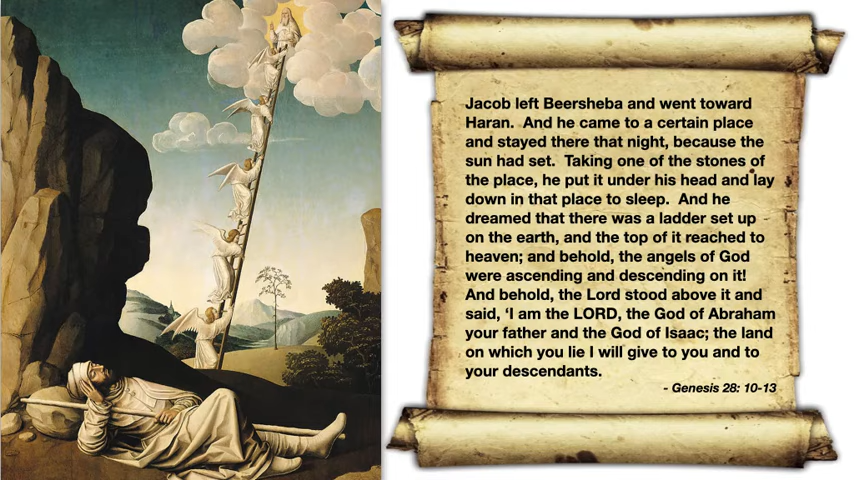 Jacob left Beersheba and went toward
Haran.  And he came to a certain place
and stayed there that night, because the
sun had set.  Taking one of the stones of
the place, he put it under his head and lay
down in that place to sleep.  And he
dreamed that there was a ladder set up
on the earth, and the top of it reached to
heaven; and behold, the angels of God
were ascending and descending on it!
And behold, the Lord stood above it and
said, ‘I am the LORD, the God of Abraham
your father and the God of Isaac; the land
on which you lie I will give to you and to
your descendants.
- Genesis 28: 10-13